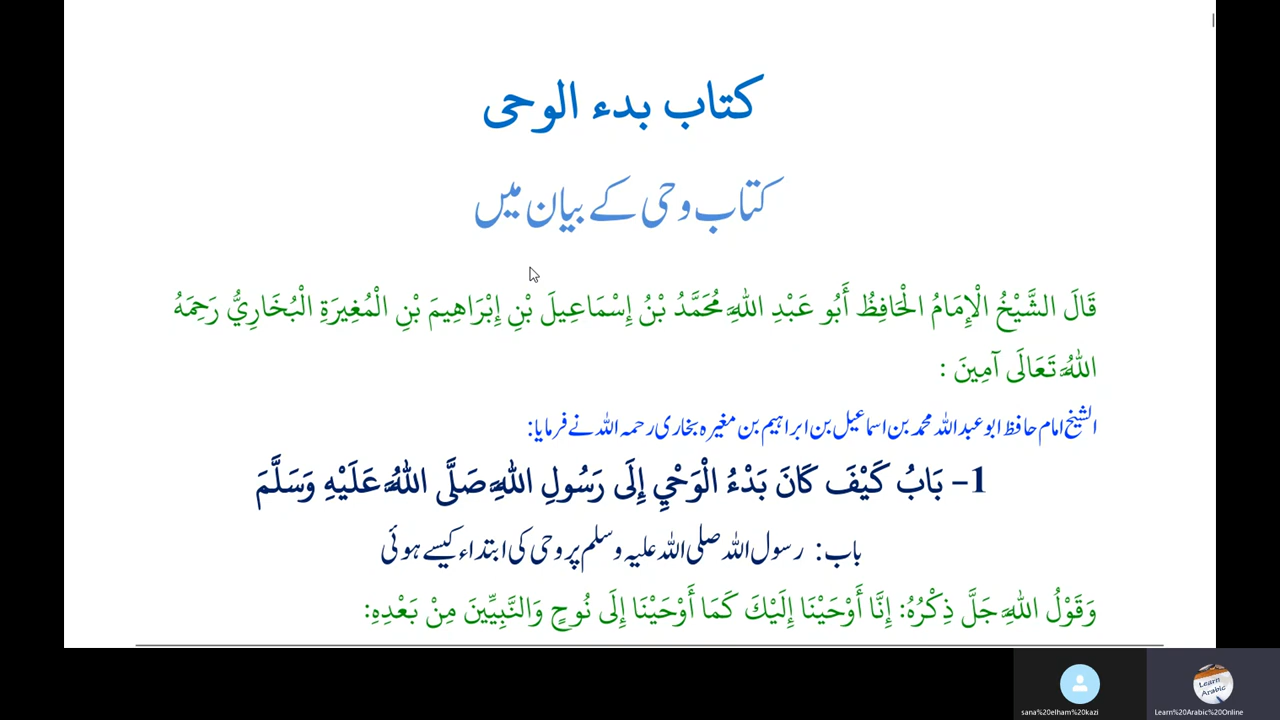 كتاب بدء الوحى
کتاب وحی کے بیان میں
قَالَ الشَّيْخُ الْإِمَامُ الْحَافِظُ أَبُو عَبْدِ اللهِ مُحَمَّدُ بْنُ إِسْمَاعِيلَ بْنِ إِبْرَاهِيمَ بْنِ الْمُغِيرَةِ الْبُخَارِيُّ رَحِمَهُ
اللهُ تَعَالَى آمِينَ :
الشیخ امام حافظ ابو عبد اللہ محمد بن اسماعیل بن ابراہیم بن مغیرہ بخاری رحمہ اللہ نے فرمایا:
1- بَابُ كَيْفَ كَانَ بَدْءُ الْوَحْيِ إِلَى رَسُولِ اللهِ صَلَّى اللهُ عَلَيْهِ وَسَلَّمَ
باب: رسول اللہ صلی اللہ علیہ وسلم پر وحی کی ابتداء کیسے ہوئی
وَقَوْلُ اللهِ جَلَّ ذِكْرُهُ: إِنَّا أَوْحَيْنَا إِلَيْكَ كَمَا أَوْحَيْنَا إِلَى نُوحٍ وَالنَّبِيِّينَ مِنْ بَعْدِهِ:
Learn
Arabic
sana%20elham%20kazi
Learn%20Arabic%20Online